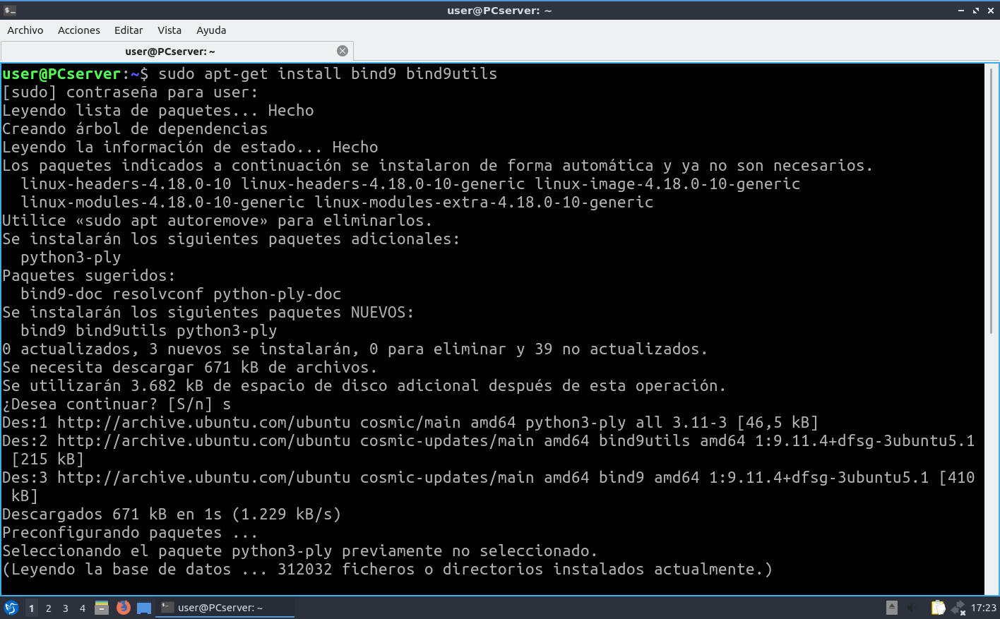 user@PCserver: ~
Archivo Acciones Editar Vista Ayuda
user@PCserver: ~
user@PCserver:~$ sudo apt-get install bind9 bind9utils
[sudo] contraseña para user:
Leyendo lista de paquetes... Hecho
Creando árbol de dependencias
Leyendo la información de estado... Hecho
Los paquetes indicados a continuación se instalaron de forma automática y ya no son necesarios.
  linux-headers-4.18.0-10 linux-headers-4.18.0-10-generic linux-image-4.18.0-10-generic
  linux-modules-4.18.0-10-generic linux-modules-extra-4.18.0-10-generic
Utilice «sudo apt autoremove» para eliminarlos.
Se instalarán los siguientes paquetes adicionales:
  python3-ply
Paquetes sugeridos:
  bind9-doc resolvconf python-ply-doc
Se instalarán los siguientes paquetes NUEVOS:
  bind9 bind9utils python3-ply
0 actualizados, 3 nuevos se instalarán, 0 para eliminar y 39 no actualizados.
Se necesita descargar 671 kB de archivos.
Se utilizarán 3.682 kB de espacio de disco adicional después de esta operación.
¿Desea continuar? [S/n] s
Des:1 http://archive.ubuntu.com/ubuntu cosmic/main amd64 python3-ply all 3.11-3 [46,5 kB]
Des:2 http://archive.ubuntu.com/ubuntu cosmic-updates/main amd64 bind9utils amd64 1:9.11.4+dfsg-3ubuntu5.1
 [215 kB]
Des:3 http://archive.ubuntu.com/ubuntu cosmic-updates/main amd64 bind9 amd64 1:9.11.4+dfsg-3ubuntu5.1 [410
 kB]
Descargados 671 kB en 1s (1.229 kB/s)
Preconfigurando paquetes ...
Seleccionando el paquete python3-ply previamente no seleccionado.
(Leyendo la base de datos ... 312032 ficheros o directorios instalados actualmente.)
1 2 3 4 user@PCserver: ~ 17:23